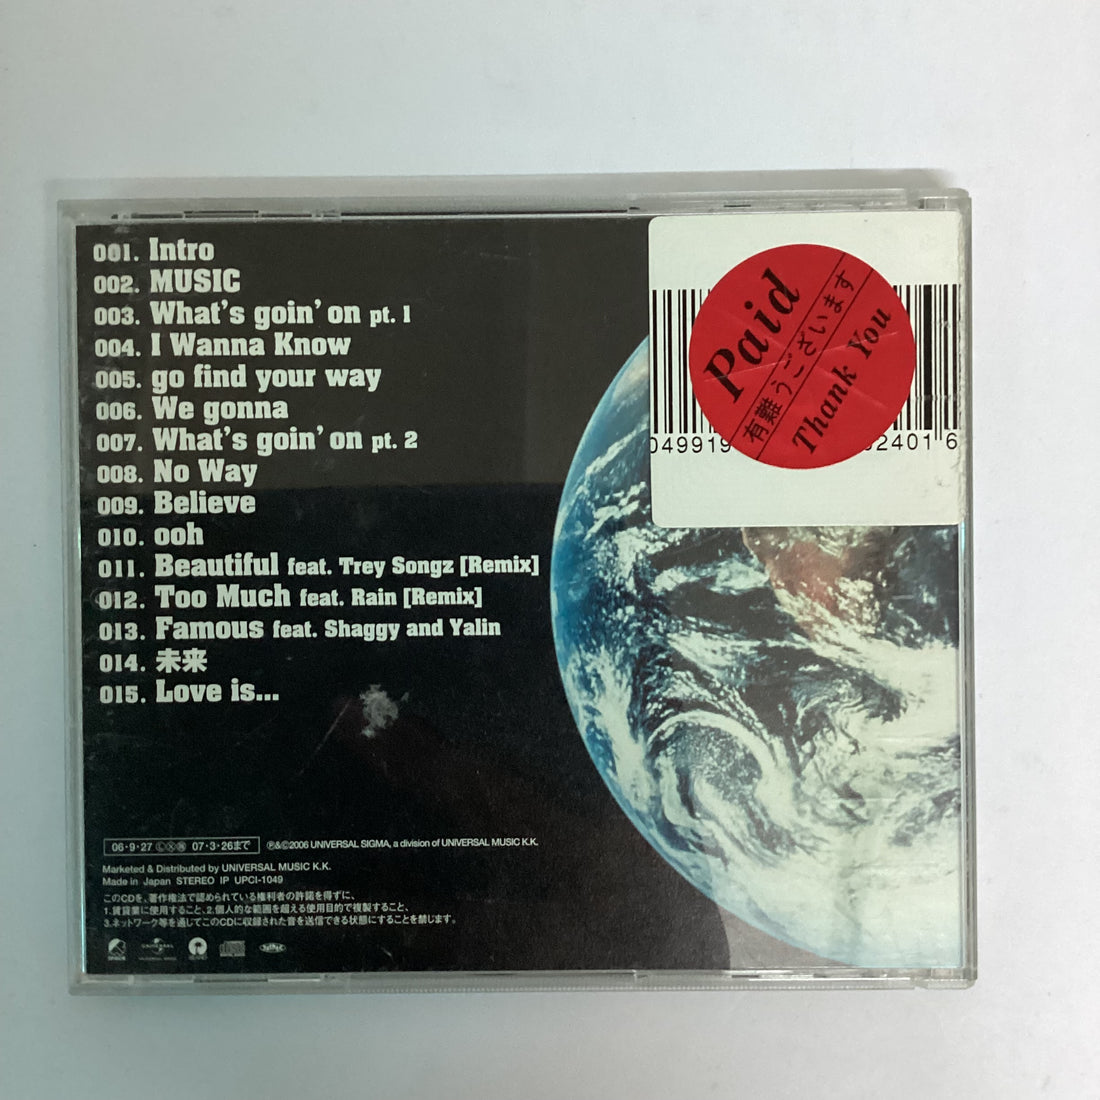 001. Intro
002. MUSIC
003. What's goin' on pt. 1
004. I Wanna Know
005. go find your way
006. We gonna
007. What's goin' on pt. 2
008. No Way
009. Believe
010. ooh
011. Beautiful feat. Trey Songz [Remix]
012. Too Much feat. Rain [Remix]
013. Famous feat. Shaggy and Yalin
014. 未来
015. Love is...
Paid
有難うございます
Thank You
04991
2401 6
06・9・27 Ⓛ Ⓧ 07・3・26まで
℗&©2006 UNIVERSAL SIGMA, a division of UNIVERSAL MUSIC K.K.
Marketed & Distributed by UNIVERSAL MUSIC K.K.
Made in Japan STEREO IP UPCI-1049
このCDを、著作権法で認められている権利者の許諾を得ずに、
1.賃貸業に使用すること、2.個人的な範囲を超える使用目的で複製すること、
3.ネットワーク等を通じてこのCDに収録された音を送信できる状態にすることを禁じます。
UNIVERSAL